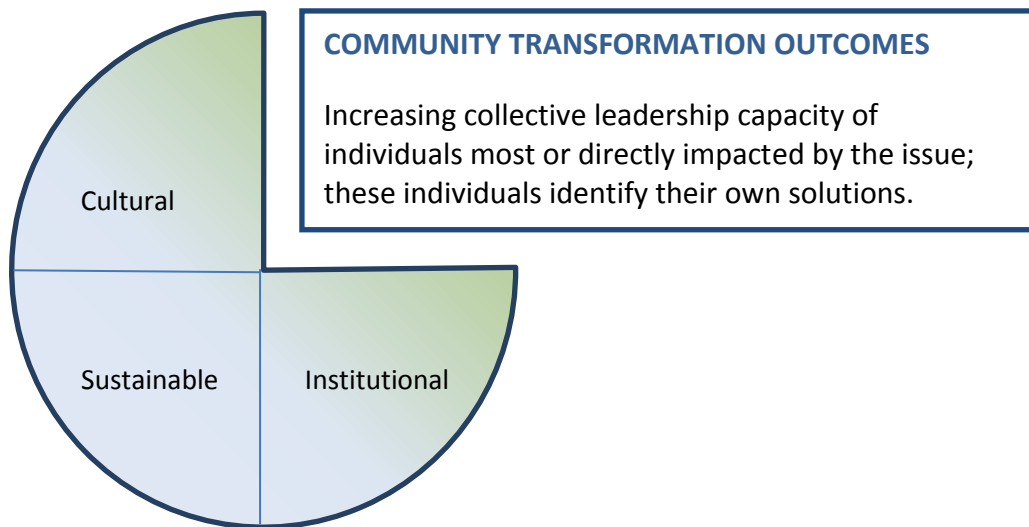 COMMUNITY TRANSFORMATION OUTCOMES
Increasing collective leadership capacity of
individuals most or directly impacted by the issue;
these individuals identify their own solutions.
Cultural
Sustainable
Institutional